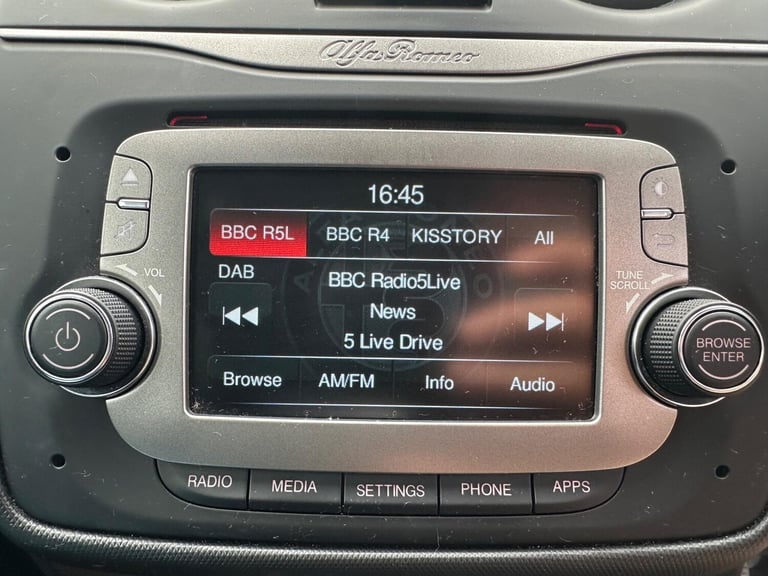 Alfa Romeo
16:45
BBC R5L BBC R4 KISSTORY All
DAB
BBC Radio5Live
News
5 Live Drive
Browse AM/FM Info Audio
VOL
TUNE
SCROLL
BROWSE
ENTER
RADIO MEDIA SETTINGS PHONE APPS